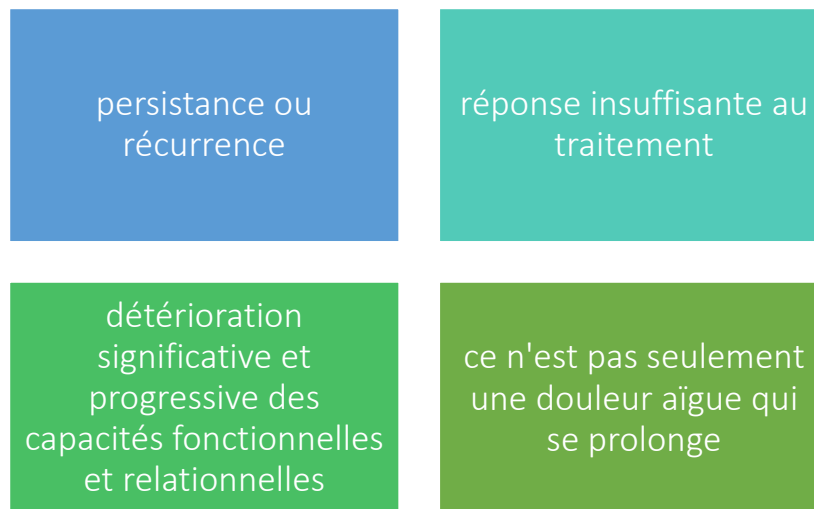 persistance ou
récurrence
réponse insuffisante au
traitement
détérioration
significative et
progressive des
capacités fonctionnelles
et relationnelles
ce n'est pas seulement
une douleur aïgue qui
se prolonge